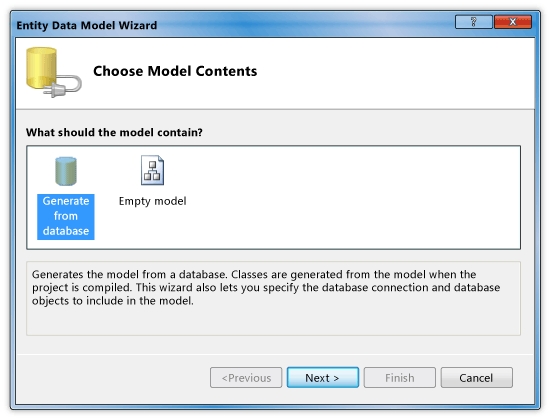 Entity Data Model Wizard
Choose Model Contents
What should the model contain?
Generate
from
database
Empty model
Generates the model from a database. Classes are generated from the model when the
project is compiled. This wizard also lets you specify the database connection and database
objects to include in the model.
<Previous
Next >
Finish
Cancel